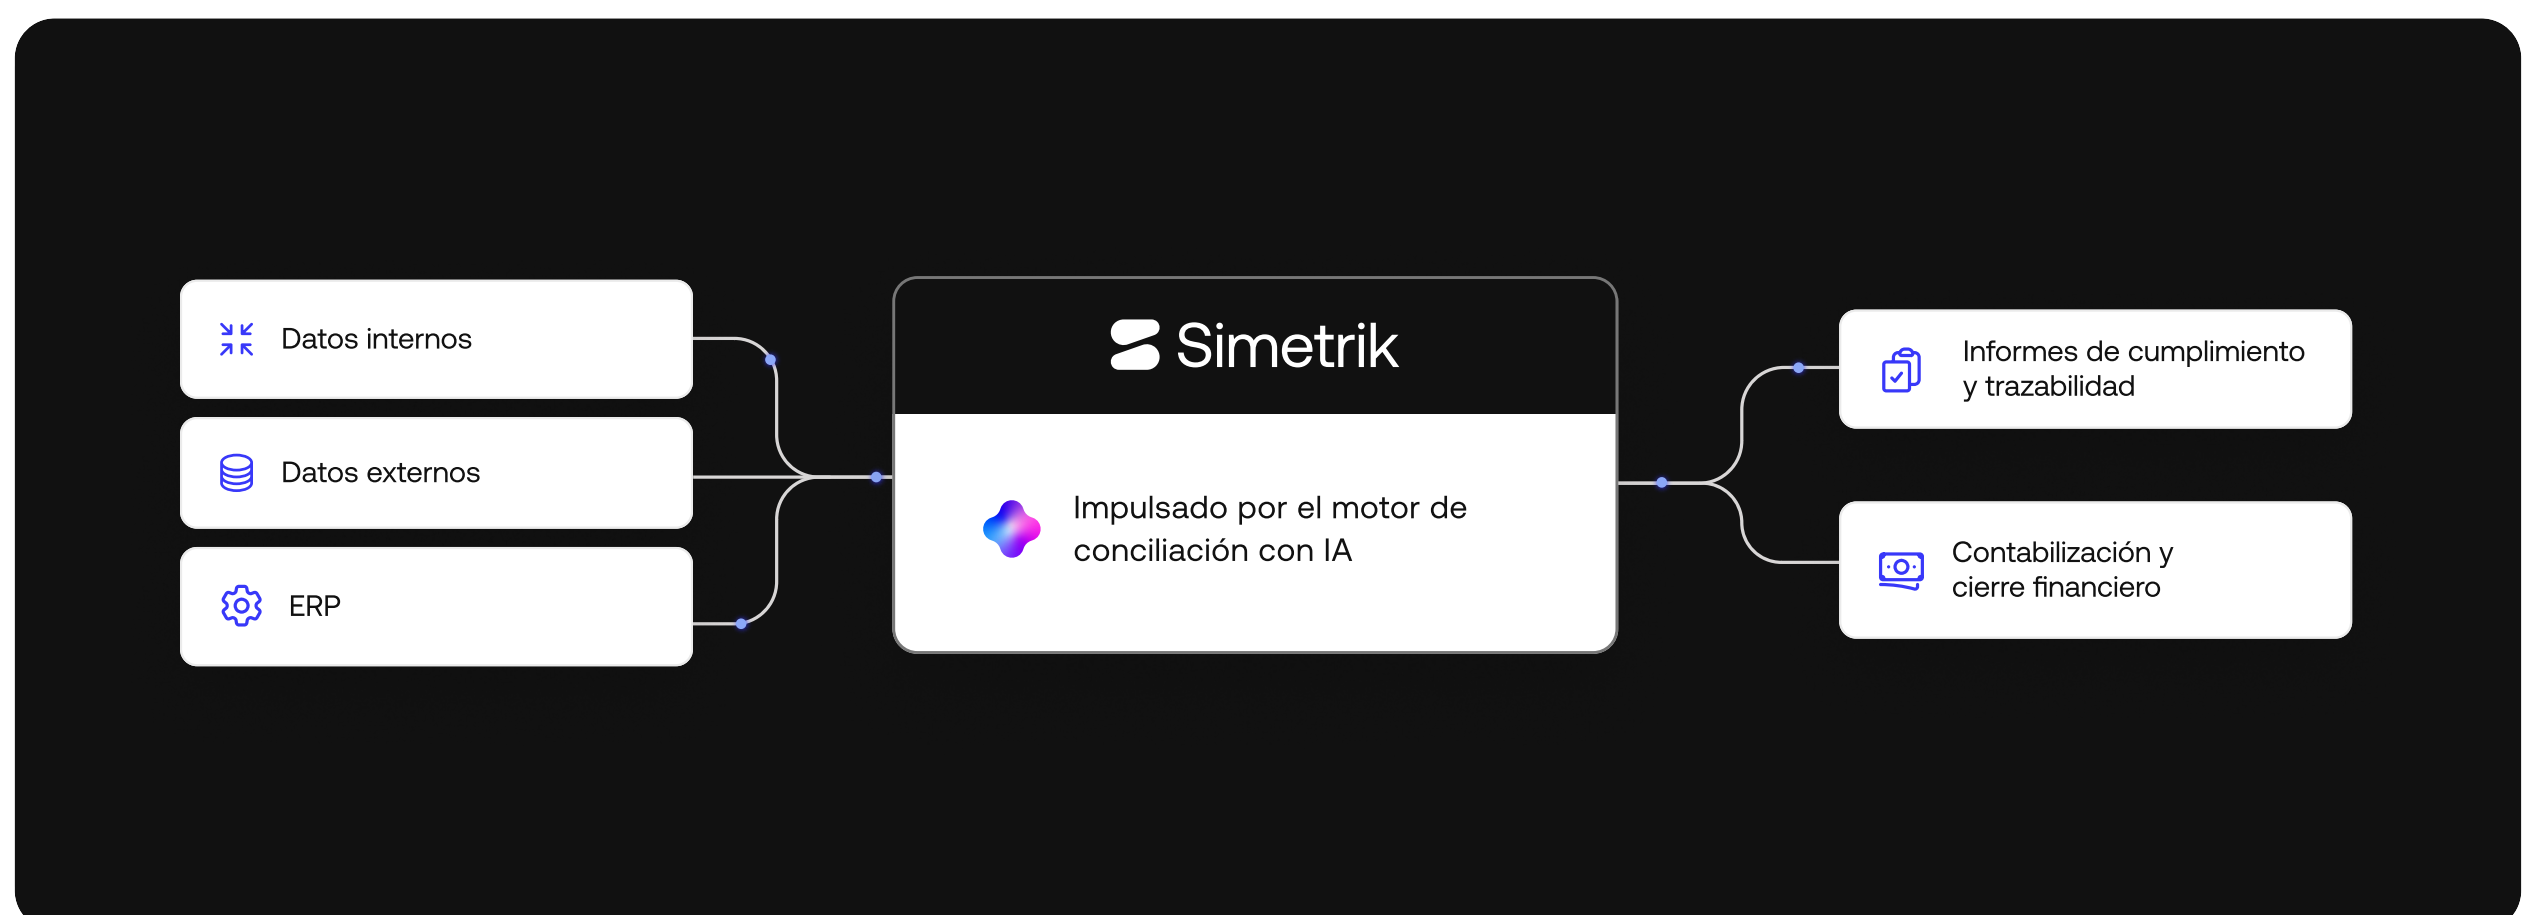 Datos internos
Datos externos
ERP
Simetrik
Impulsado por el motor de
conciliación con IA
Informes de cumplimiento
y trazabilidad
Contabilización y
cierre financiero